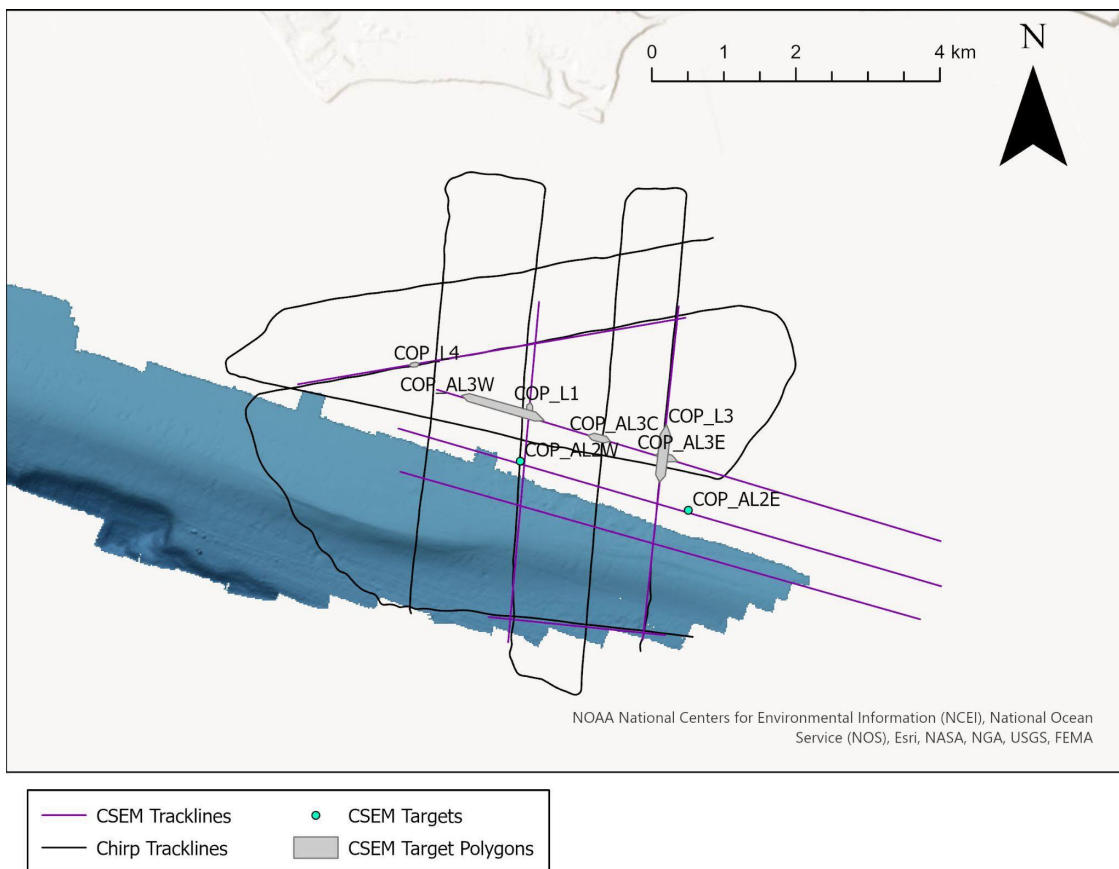 0 1 2 4 km
N
COP_L4
COP_AL3W
COP_L1
COP_AL3C
COP_L3
COP_AL2W
COP_AL3E
COP_AL2E
NOAA National Centers for Environmental Information (NCEI), National Ocean
Service (NOS), Esri, NASA, NGA, USGS, FEMA
CSEM Tracklines
CSEM Targets
Chirp Tracklines
CSEM Target Polygons